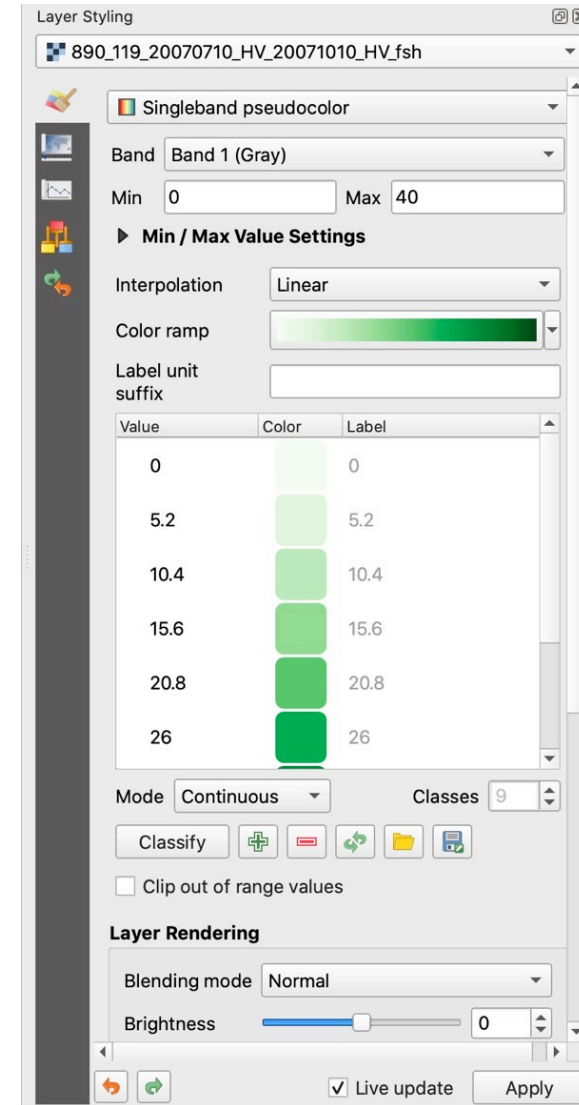 Layer Styling
890_119_20070710_HV_20071010_HV_fsh
Singleband pseudocolor
Band Band 1 (Gray)
Min 0 Max 40
Min / Max Value Settings
Interpolation Linear
Color ramp
Label unit
suffix
Value Color Label
0 0
5.2 5.2
10.4 10.4
15.6 15.6
20.8 20.8
26 26
Mode Continuous Classes 9
Classify
Clip out of range values
Layer Rendering
Blending mode Normal
Brightness 0
Live update Apply